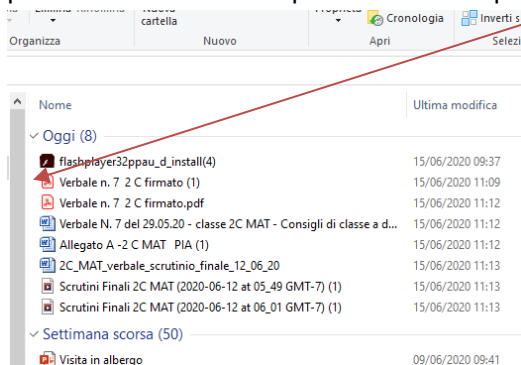 cartella
Cronologia
Inverti s
Organizza
Nuovo
Apri
Selezi
Nome
Ultima modifica
Oggi (8)
flashplayer32ppau_d_install(4) 15/06/2020 09:37
Verbale n. 7 2 C firmato (1) 15/06/2020 11:09
Verbale n. 7 2 C firmato.pdf 15/06/2020 11:12
Verbale N. 7 del 29.05.20 - classe 2C MAT - Consigli di classe a d... 15/06/2020 11:12
Allegato A -2 C MAT PIA (1) 15/06/2020 11:12
2C_MAT_verbale_scrutinio_finale_12_06_20 15/06/2020 11:13
Scrutini Finali 2C MAT (2020-06-12 at 05_49 GMT-7) (1) 15/06/2020 11:13
Scrutini Finali 2C MAT (2020-06-12 at 06_01 GMT-7) (1) 15/06/2020 11:13
Settimana scorsa (50)
Visita in albergo 09/06/2020 09:41